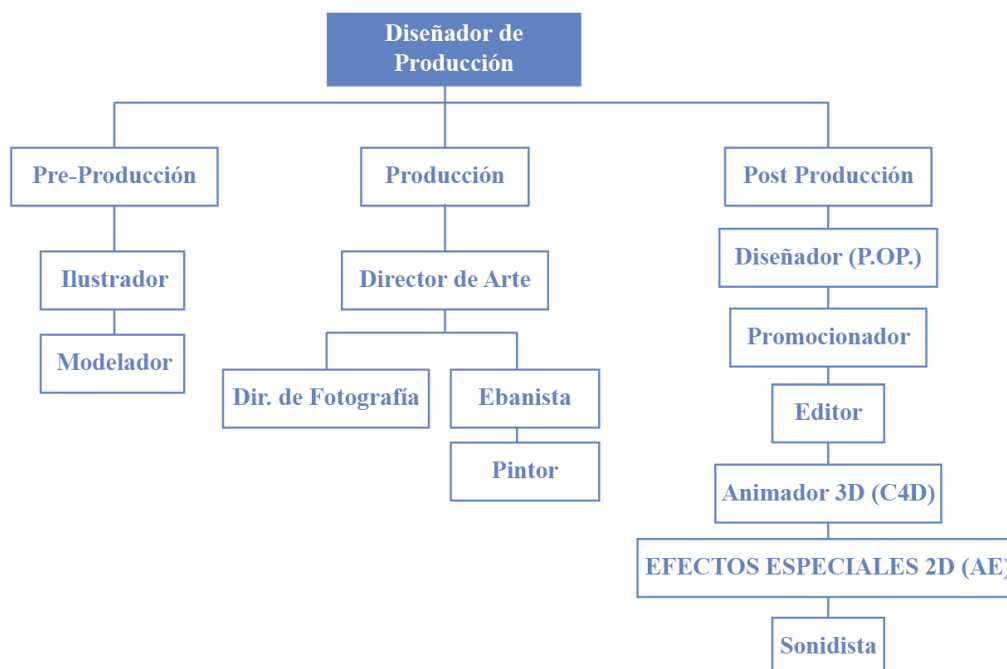 Diseñador de
Producción
Pre-Producción
Producción
Post Producción
Ilustrador
Director de Arte
Diseñador (P.OP.)
Modelador
Promocionador
Dir. de Fotografía
Ebanista
Editor
Pintor
Animador 3D (C4D)
EFECTOS ESPECIALES 2D (AE)
Sonidista